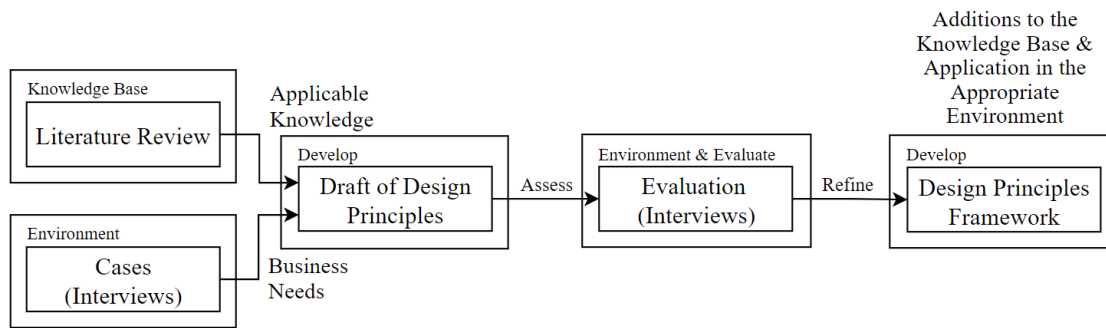 Additions to the
Knowledge Base &
Application in the
Appropriate
Environment
Knowledge Base
Literature Review
Applicable
Knowledge
Develop
Draft of Design
Principles
Assess
Environment & Evaluate
Evaluation
(Interviews)
Refine
Develop
Design Principles
Framework
Environment
Cases
(Interviews)
Business
Needs